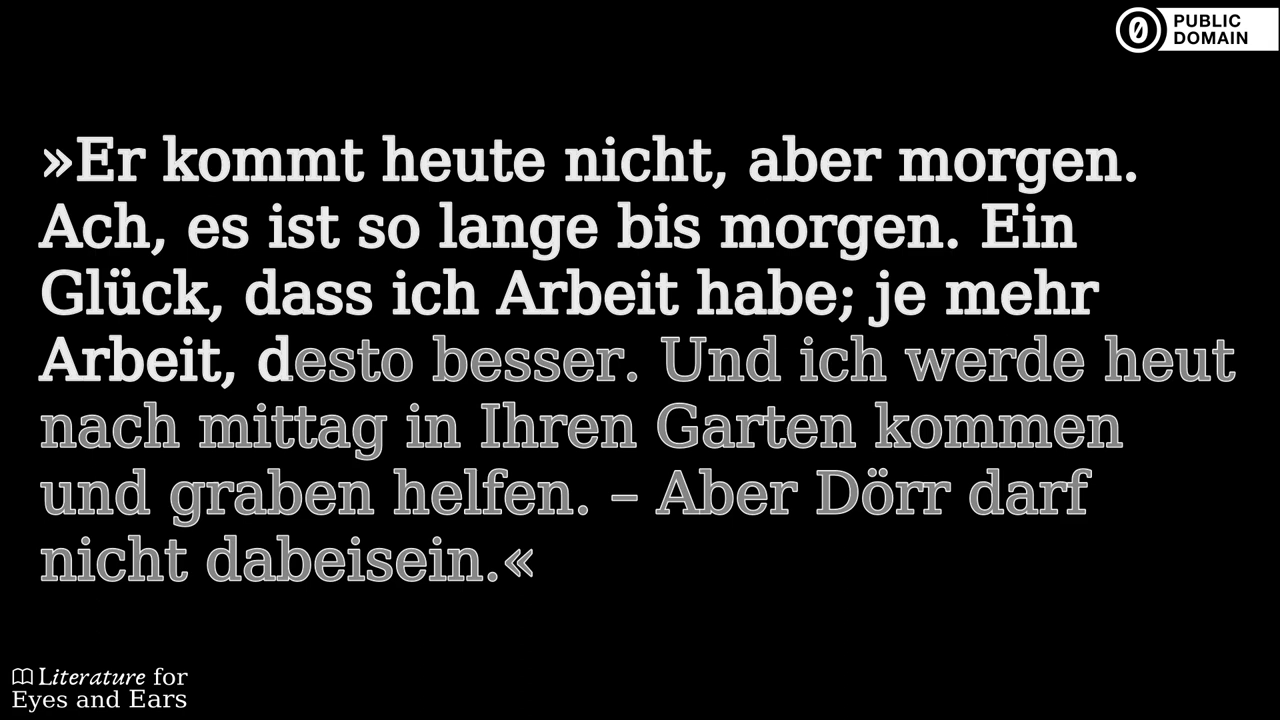 PUBLIC
DOMAIN
»Er kommt heute nicht, aber morgen.
Ach, es ist so lange bis morgen. Ein
Glück, dass ich Arbeit habe; je mehr
Arbeit, desto besser. Und ich werde heut
nach mittag in Ihren Garten kommen
und graben helfen. – Aber Dörr darf
nicht dabeisein.«
Literature for
Eyes and Ears